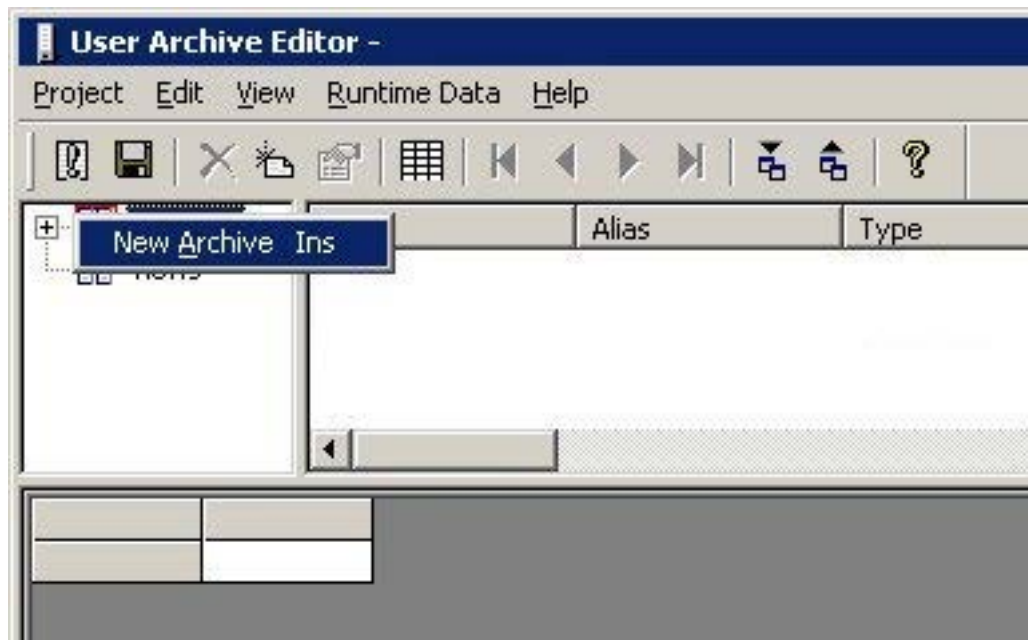 User Archive Editor -
Project Edit View Runtime Data Help
New Archive Ins
Alias Type